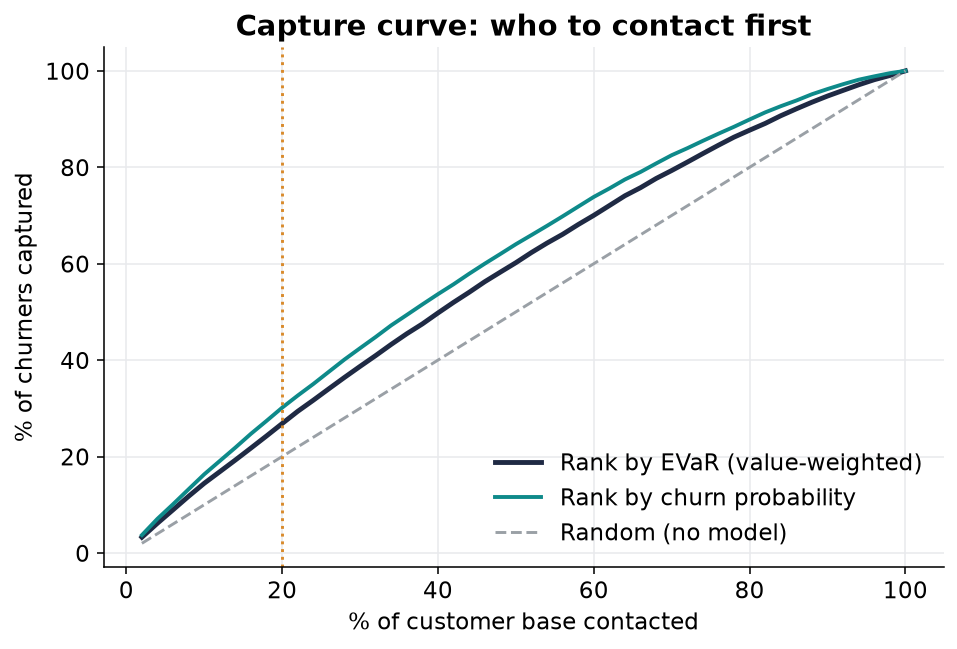 Capture curve: who to contact first
100
80
60
40
20
0
% of churners captured
Rank by EVaR (value-weighted)
Rank by churn probability
Random (no model)
0 20 40 60 80 100
% of customer base contacted